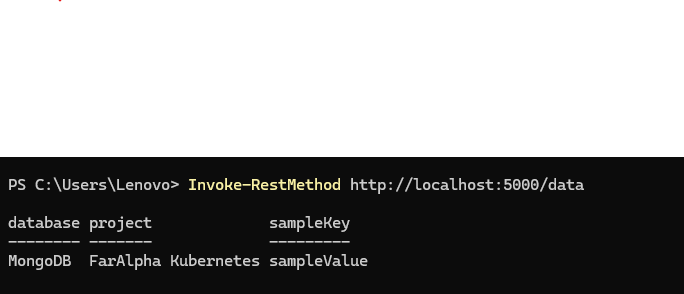 PS C:\Users\Lenovo> Invoke-RestMethod http://localhost:5000/data
database project             sampleKey
-------- -------             ---------
MongoDB  FarAlpha Kubernetes sampleValue